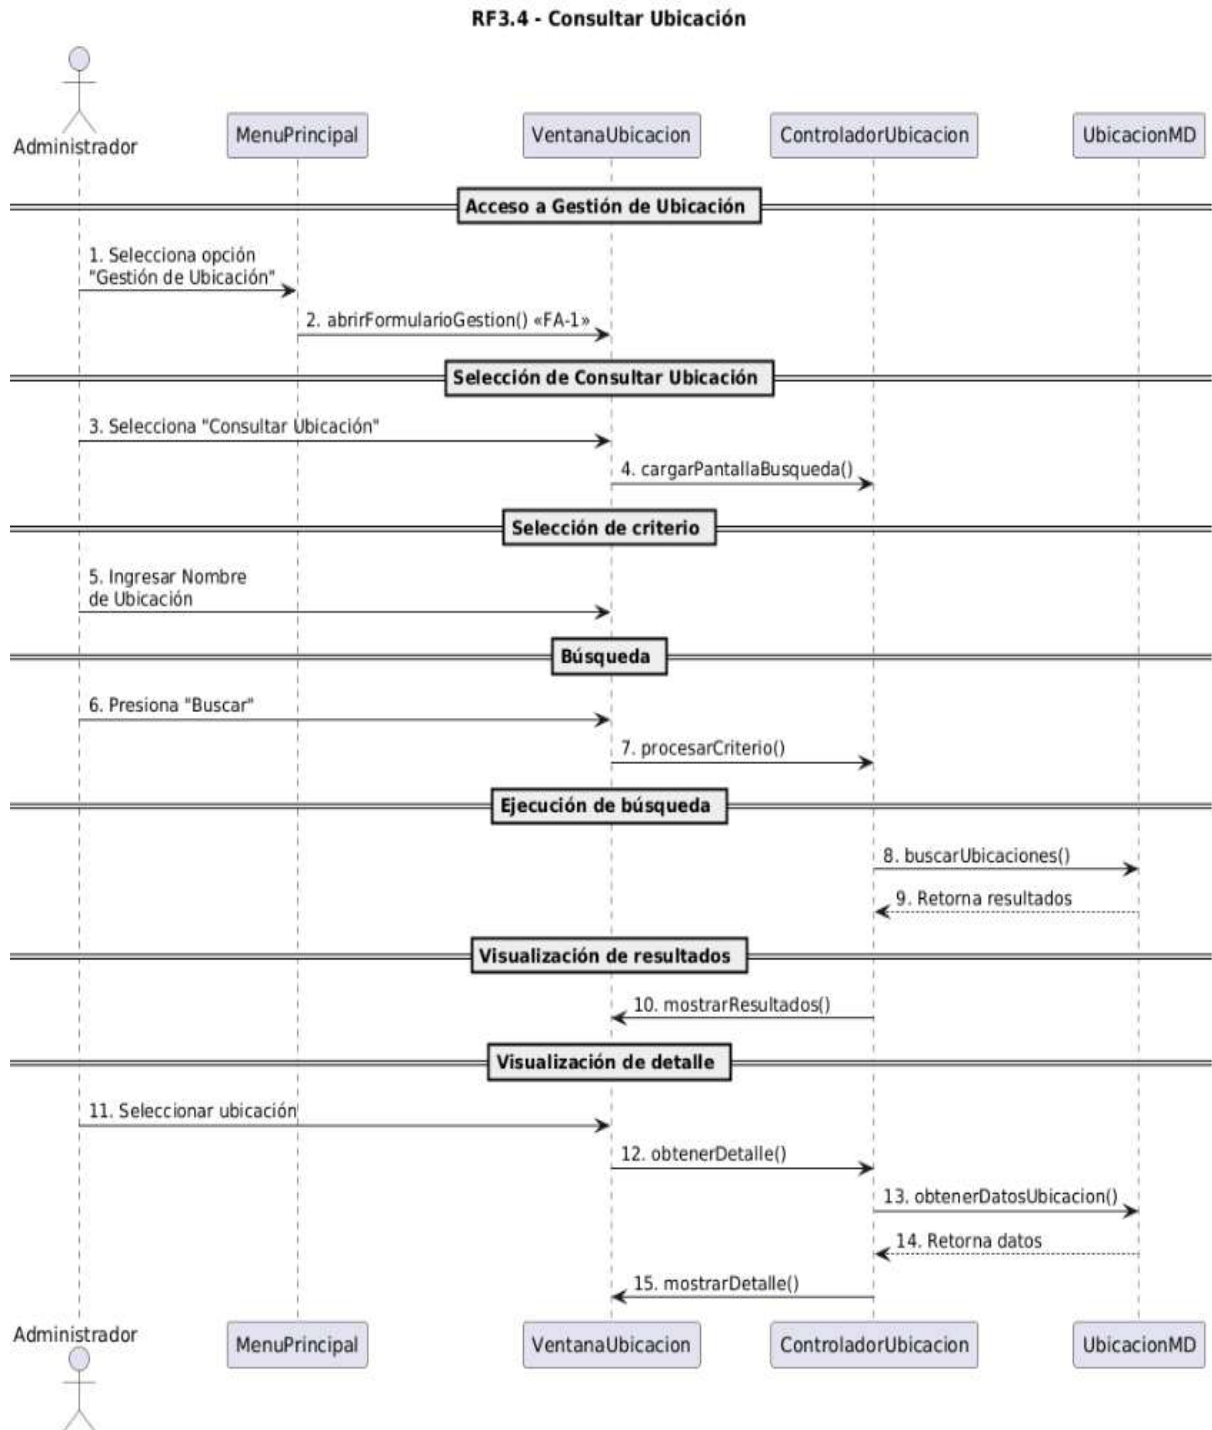 RF3.4 - Consultar Ubicación
Administrador
MenuPrincipal
VentanaUbicacion
ControladorUbicacion
UbicacionMD
Acceso a Gestión de Ubicación
1. Selecciona opción
"Gestión de Ubicación"
2. abrirFormularioGestion() «FA-1»
Selección de Consultar Ubicación
3. Selecciona "Consultar Ubicación"
4. cargarPantallaBusqueda()
Selección de criterio
5. Ingresar Nombre
de Ubicación
Búsqueda
6. Presiona "Buscar"
7. procesarCriterio()
Ejecución de búsqueda
8. buscarUbicaciones()
9. Retorna resultados
Visualización de resultados
10. mostrarResultados()
Visualización de detalle
11. Seleccionar ubicación
12. obtenerDetalle()
13. obtenerDatosUbicacion()
14. Retorna datos
15. mostrarDetalle()
Administrador
MenuPrincipal
VentanaUbicacion
ControladorUbicacion
UbicacionMD